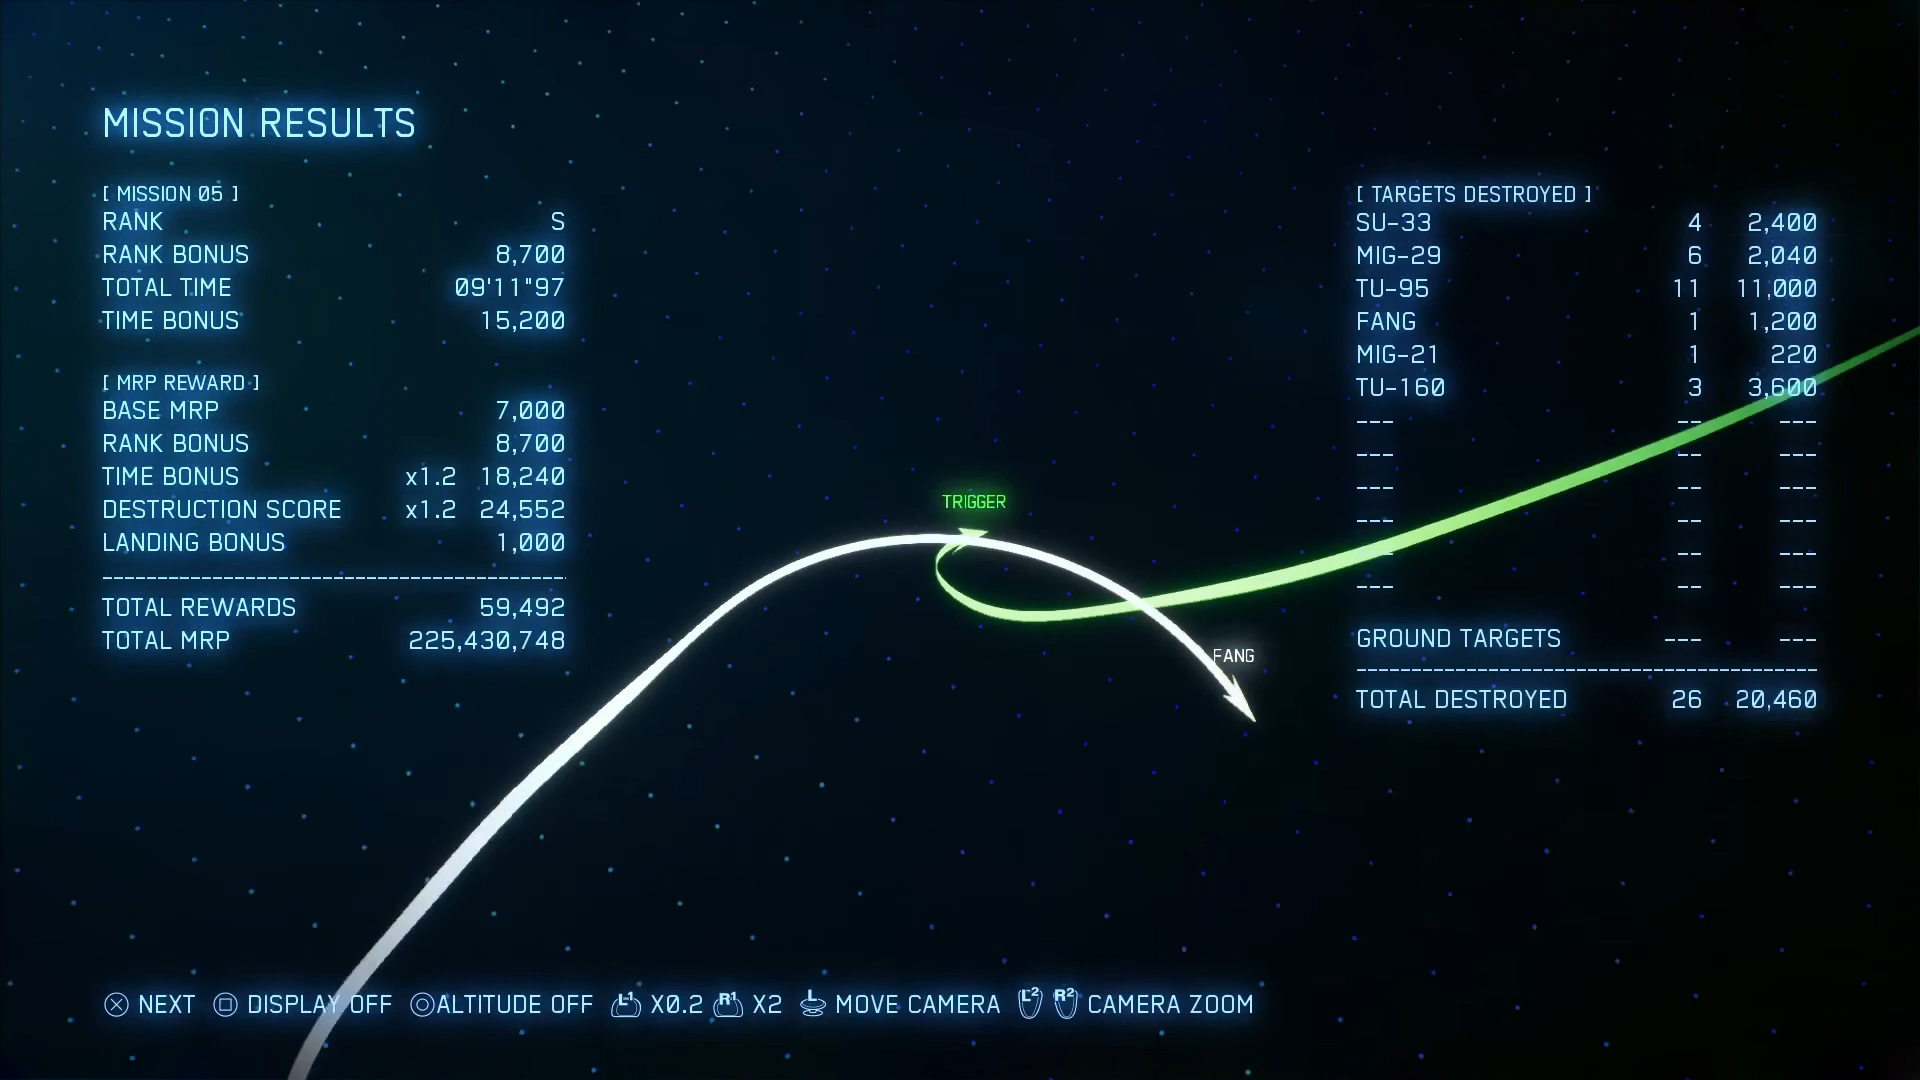 MISSION RESULTS
[ MISSION 05 ]
RANK S
RANK BONUS 8,700
TOTAL TIME 09'11"97
TIME BONUS 15,200
[ MRP REWARD ]
BASE MRP 7,000
RANK BONUS 8,700
TIME BONUS x1.2 18,240
DESTRUCTION SCORE x1.2 24,552
LANDING BONUS 1,000
TOTAL REWARDS 59,492
TOTAL MRP 225,430,748
TRIGGER
FANG
[ TARGETS DESTROYED ]
SU-33 4 2,400
MIG-29 6 2,040
TU-95 11 11,000
FANG 1 1,200
MIG-21 1 220
TU-160 3 3,600
--- -- ---
--- -- ---
--- -- ---
--- -- ---
--- -- ---
--- -- ---
GROUND TARGETS --- ---
TOTAL DESTROYED 26 20,460
NEXT DISPLAY OFF ALTITUDE OFF L1 X0.2 R1 X2 L MOVE CAMERA L2 R2 CAMERA ZOOM